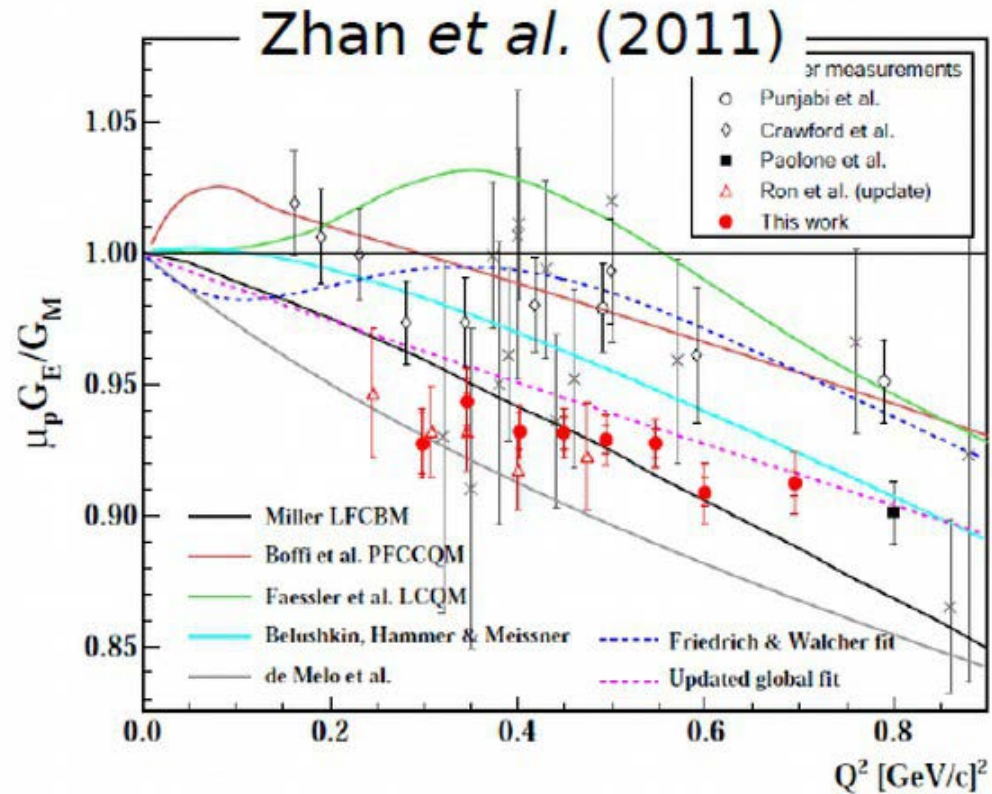 Zhan et al. (2011)
er measurements
Punjabi et al.
Crawford et al.
Paolone et al.
Ron et al. (update)
This work
1.05
1.00
0.95
0.90
0.85
μpGE/GM
Miller LFCBM
Boffi et al. PFCCQM
Faessler et al. LCQM
Belushkin, Hammer & Meissner
de Melo et al.
Friedrich & Walcher fit
Updated global fit
0.0 0.2 0.4 0.6 0.8
Q² [GeV/c]²